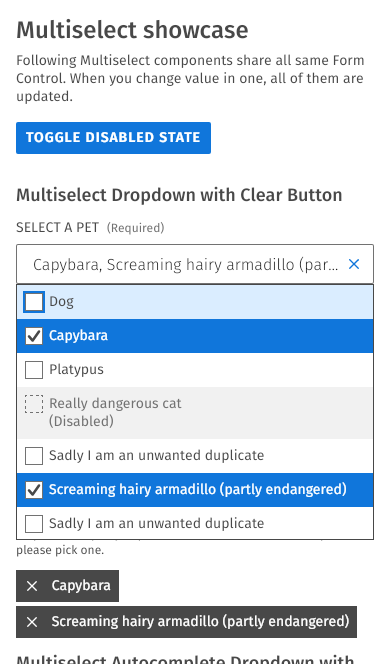 Multiselect showcase
Following Multiselect components share all same Form
Control. When you change value in one, all of them are
updated.
TOGGLE DISABLED STATE
Multiselect Dropdown with Clear Button
SELECT A PET (Required)
Capybara, Screaming hairy armadillo (par...
Dog
Capybara
Platypus
Really dangerous cat
(Disabled)
Sadly I am an unwanted duplicate
Screaming hairy armadillo (partly endangered)
Sadly I am an unwanted duplicate
please pick one.
Capybara
Screaming hairy armadillo (partly endangered)
Multiselect Autocomplete Dropdown with